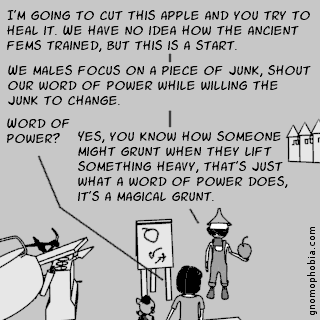 I'M GOING TO CUT THIS APPLE AND YOU TRY TO
HEAL IT. WE HAVE NO IDEA HOW THE ANCIENT
FEMS TRAINED, BUT THIS IS A START.
WE MALES FOCUS ON A PIECE OF JUNK, SHOUT
OUR WORD OF POWER WHILE WILLING THE
JUNK TO CHANGE.
WORD OF
POWER?
YES, YOU KNOW HOW SOMEONE
MIGHT GRUNT WHEN THEY LIFT
SOMETHING HEAVY, THAT'S JUST
WHAT A WORD OF POWER DOES,
IT'S A MAGICAL GRUNT.
gnomophobia.com